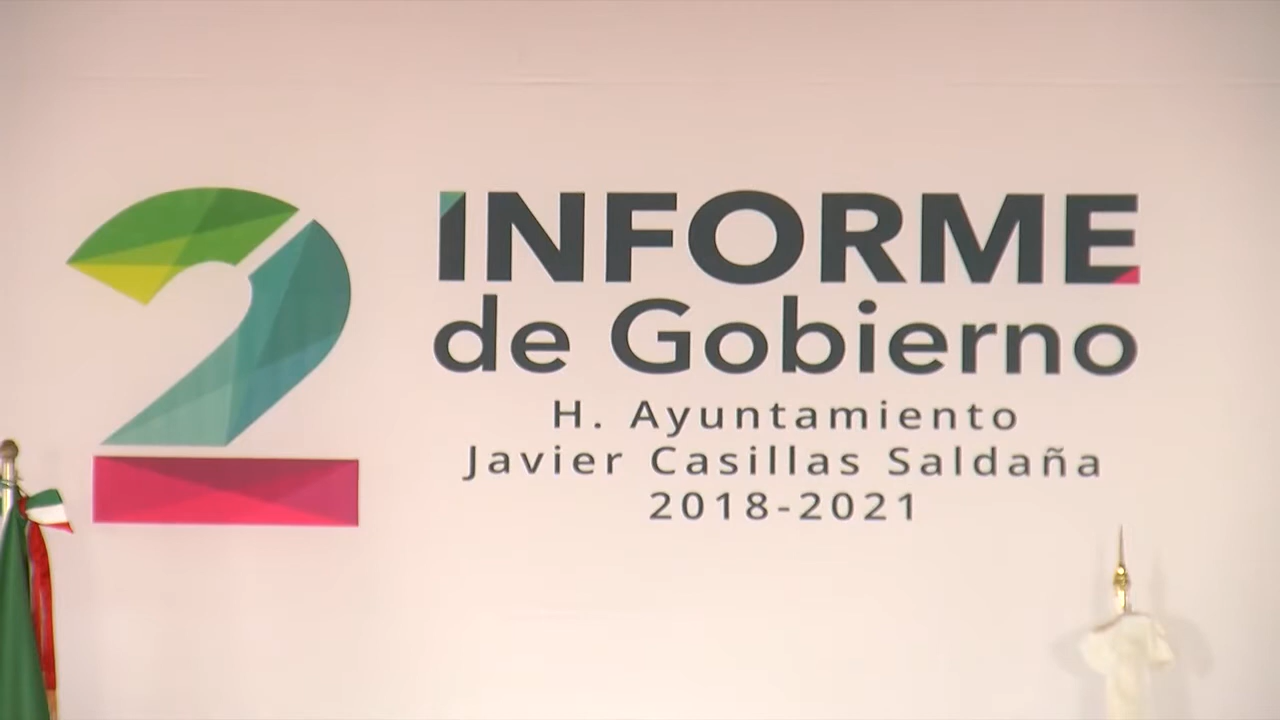 2
INFORME
de Gobierno
H. Ayuntamiento
Javier Casillas Saldaña
2018-2021